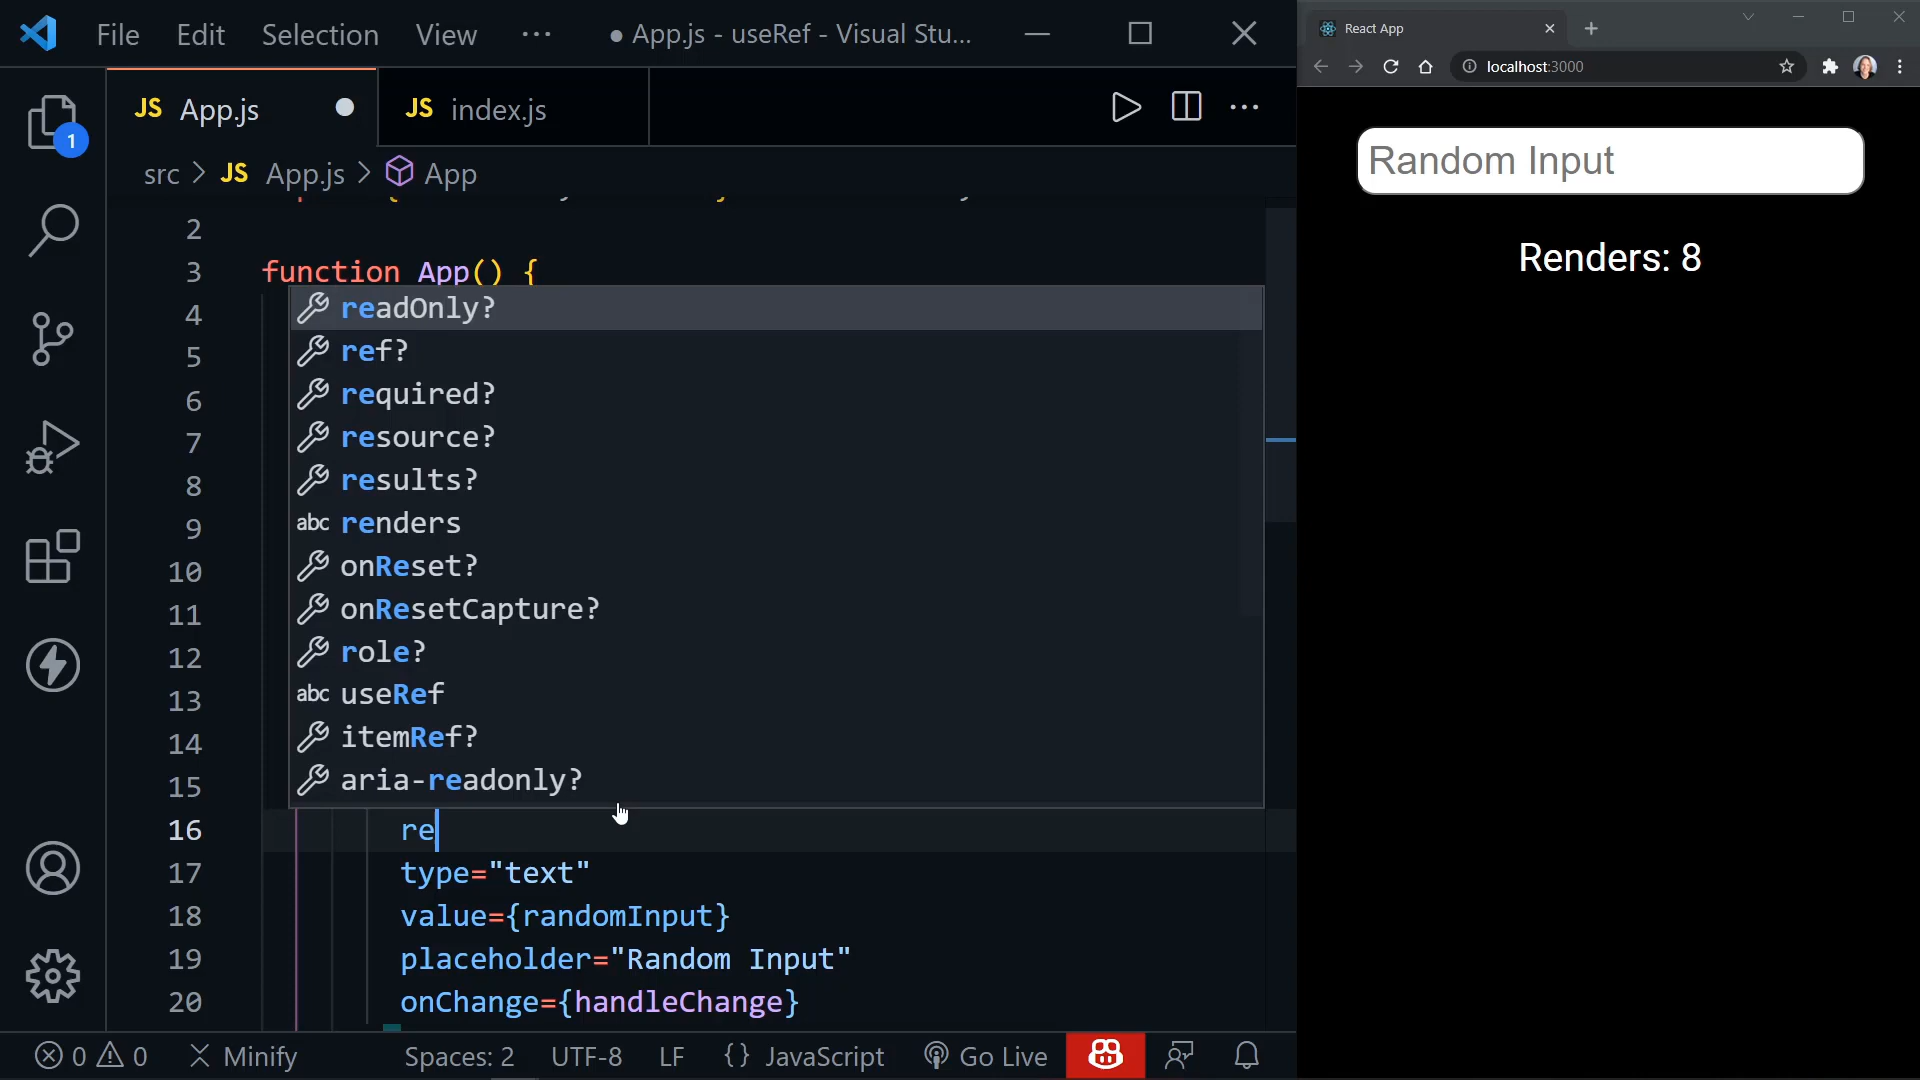 File Edit Selection View ··· ● App.js - useRef - Visual Stu...
JS App.js ● JS index.js
src > JS App.js > App
2
3 function App() {
4
5
6
7
8
9
10
11
12
13
14
15
readOnly?
ref?
required?
resource?
results?
abc renders
onReset?
onResetCapture?
role?
abc useRef
itemRef?
aria-readonly?
16 re
17 type="text"
18 value={randomInput}
19 placeholder="Random Input"
20 onChange={handleChange}
1
0 0 Minify Spaces: 2 UTF-8 LF {} JavaScript Go Live
React App
localhost:3000
Random Input
Renders: 8